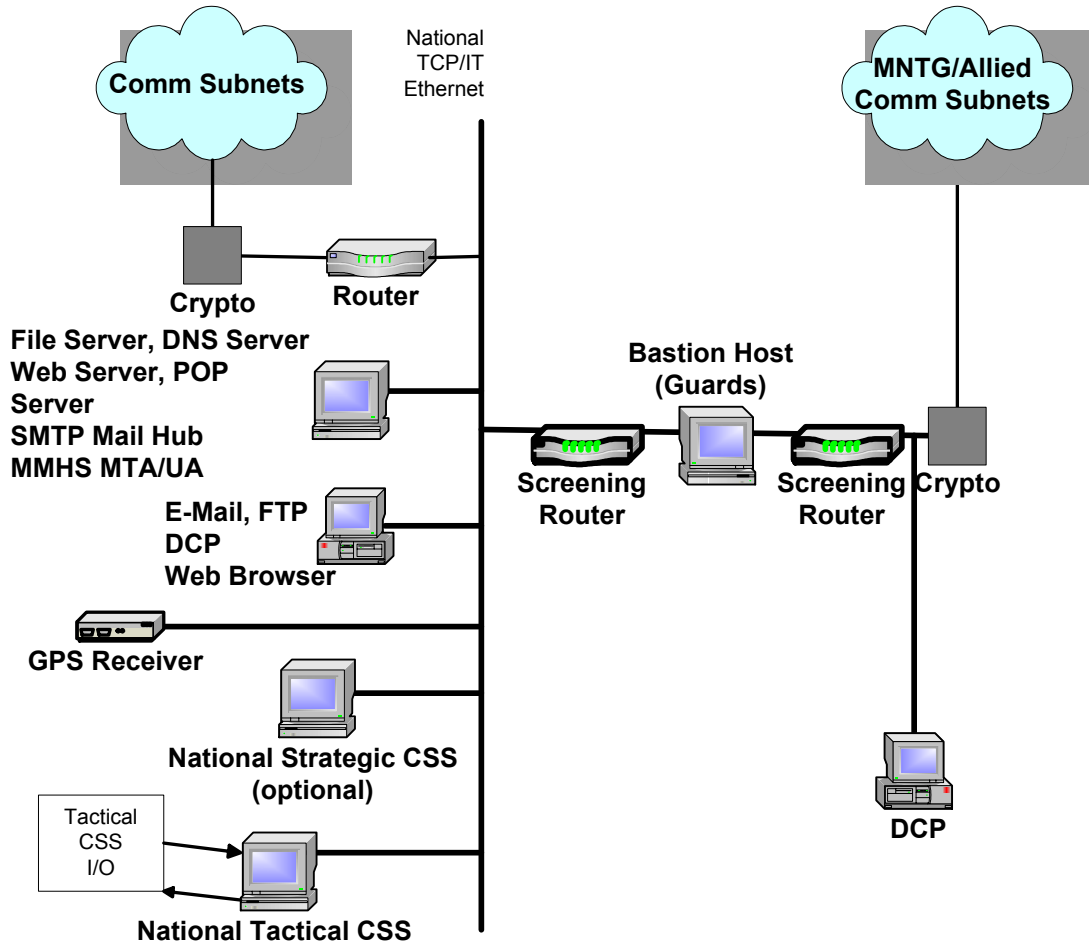 Comm Subnets
National
TCP/IT
Ethernet
MNTG/Allied
Comm Subnets
Crypto
Router
File Server, DNS Server
Web Server, POP
Server
SMTP Mail Hub
MMHS MTA/UA
Bastion Host
(Guards)
Screening
Router
Screening
Router
Crypto
E-Mail, FTP
DCP
Web Browser
GPS Receiver
National Strategic CSS
(optional)
DCP
Tactical
CSS
I/O
National Tactical CSS